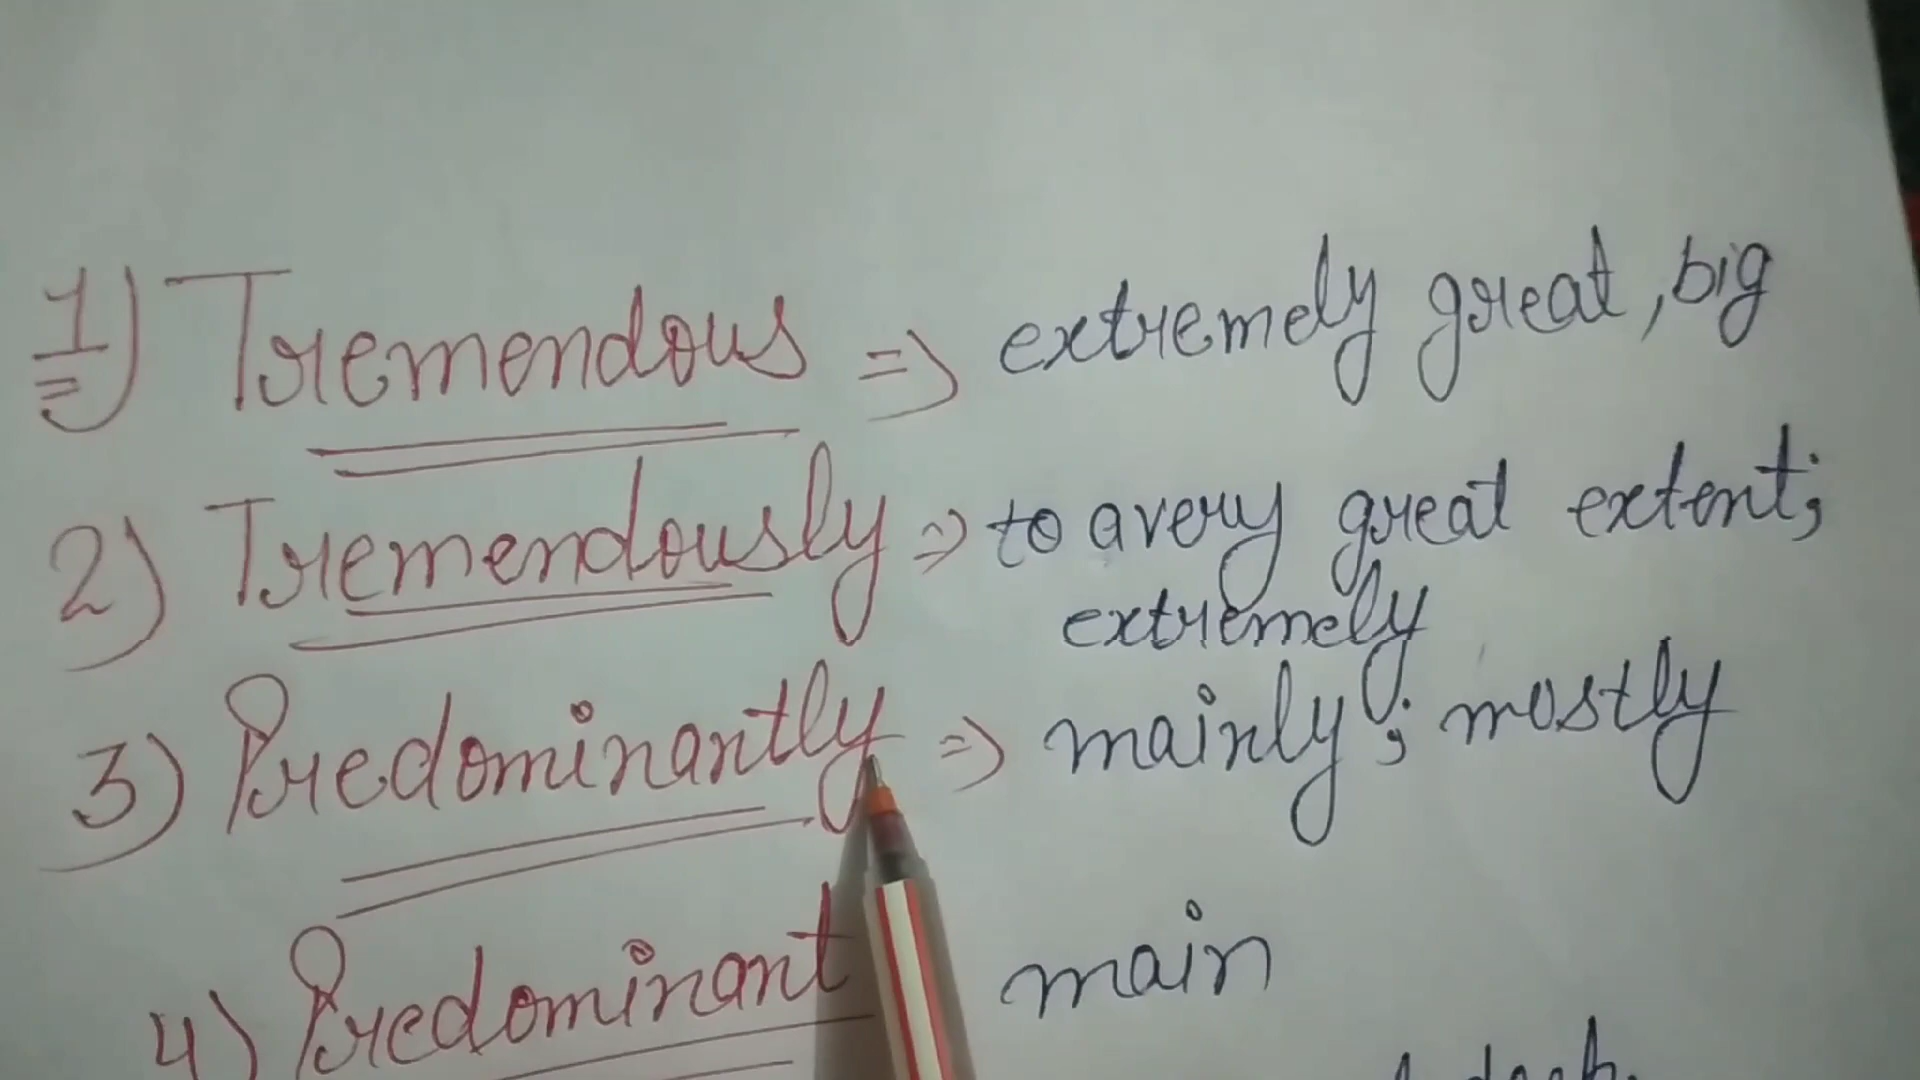 1) Tremendous => extremely great, big
2) Tremendously => to a very great extent;
extremely
3) Predominantly => mainly; mostly
4) Predominant main